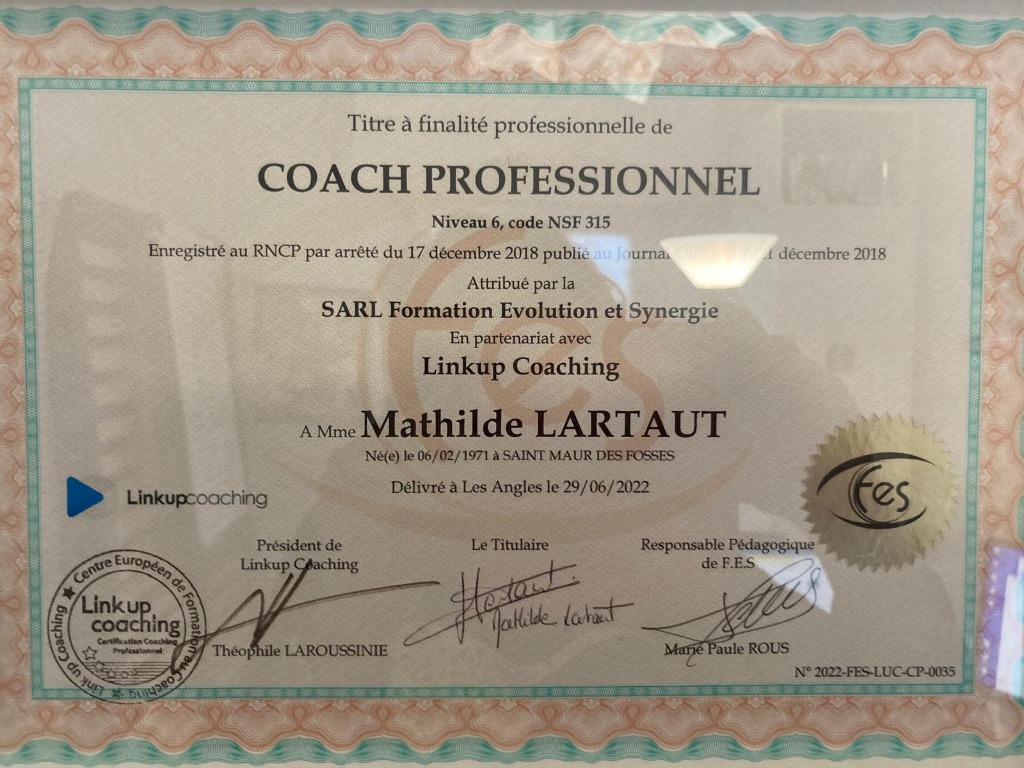 Titre à finalité professionnelle de
COACH PROFESSIONNEL
Niveau 6, code NSF 315
Enregistré au RNCP par arrêté du 17 décembre 2018 publié au Journal décembre 2018
Attribué par la
SARL Formation Evolution et Synergie
En partenariat avec
Linkup Coaching
A Mme Mathilde LARTAUT
Né(e) le 06/02/1971 à SAINT MAUR DES FOSSES
Délivré à Les Angles le 29/06/2022
Linkupcoaching
Fes
Président de
Linkup Coaching
Le Titulaire
Responsable Pédagogique
de F.E.S
Mathilde Lartaut
Théophile LAROUSSINIE
Marie Paule ROUS
N° 2022-FES-LUC-CP-0035
Centre Européen de Formation au Coaching
Link up Coaching
Linkup
coaching
Certification Coaching
Professionnel